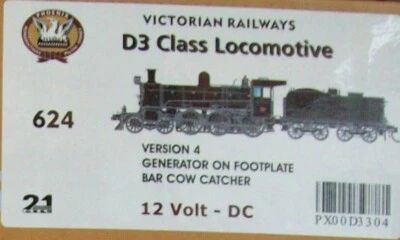 PHOENIX
VICTORIAN RAILWAYS
D3 Class Locomotive
624
VERSION 4
GENERATOR ON FOOTPLATE
BAR COW CATCHER
21
12 Volt - DC
PX00D3304